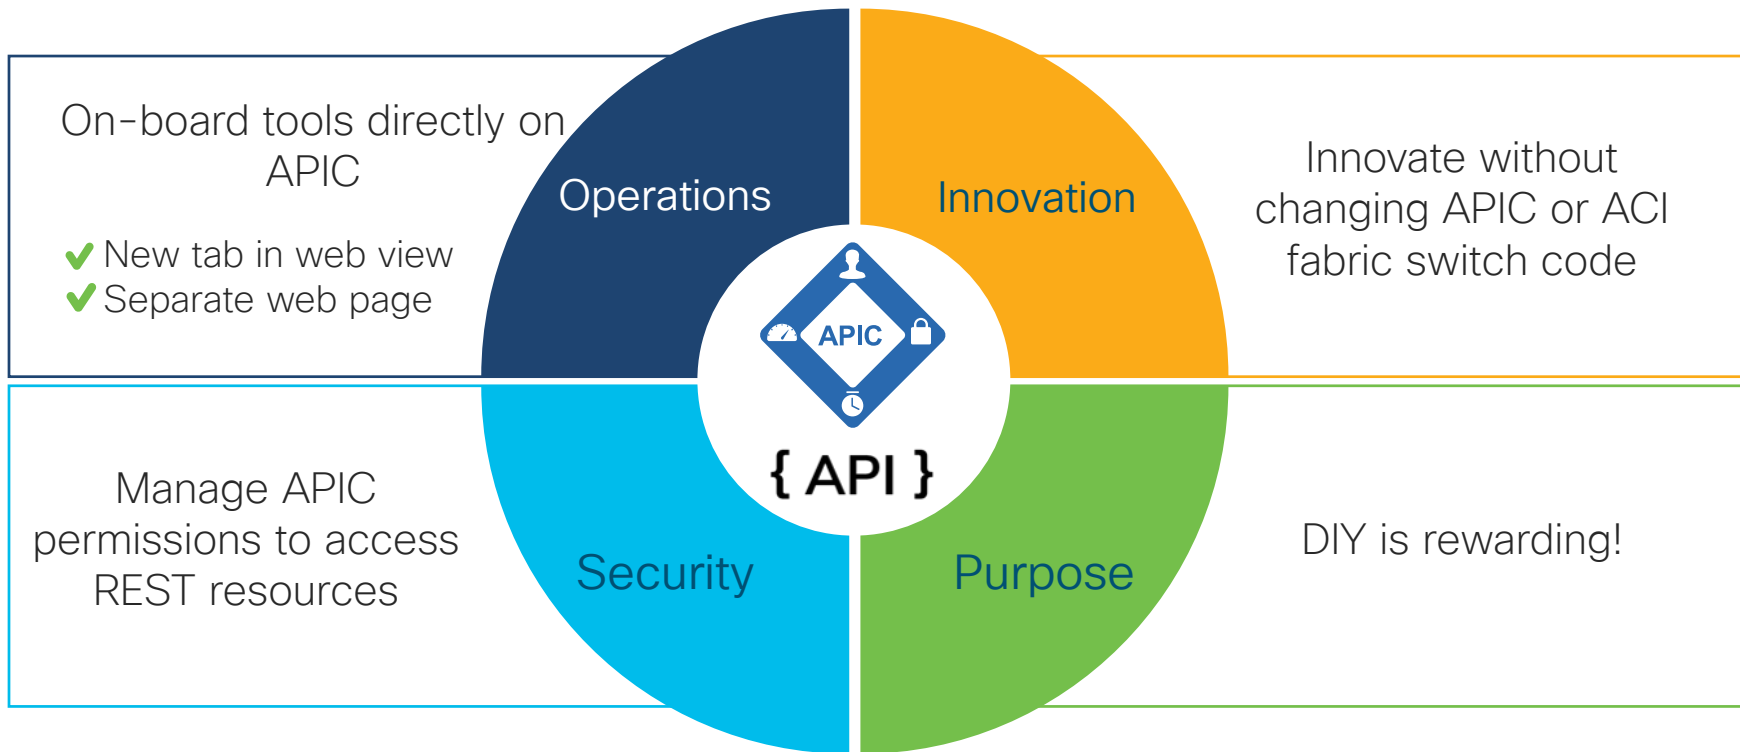 On-board tools directly on
APIC
New tab in web view
Separate web page
Operations
Innovation
Innovate without
changing APIC or ACI
fabric switch code
APIC
{ API }
Manage APIC
permissions to access
REST resources
Security
Purpose
DIY is rewarding!